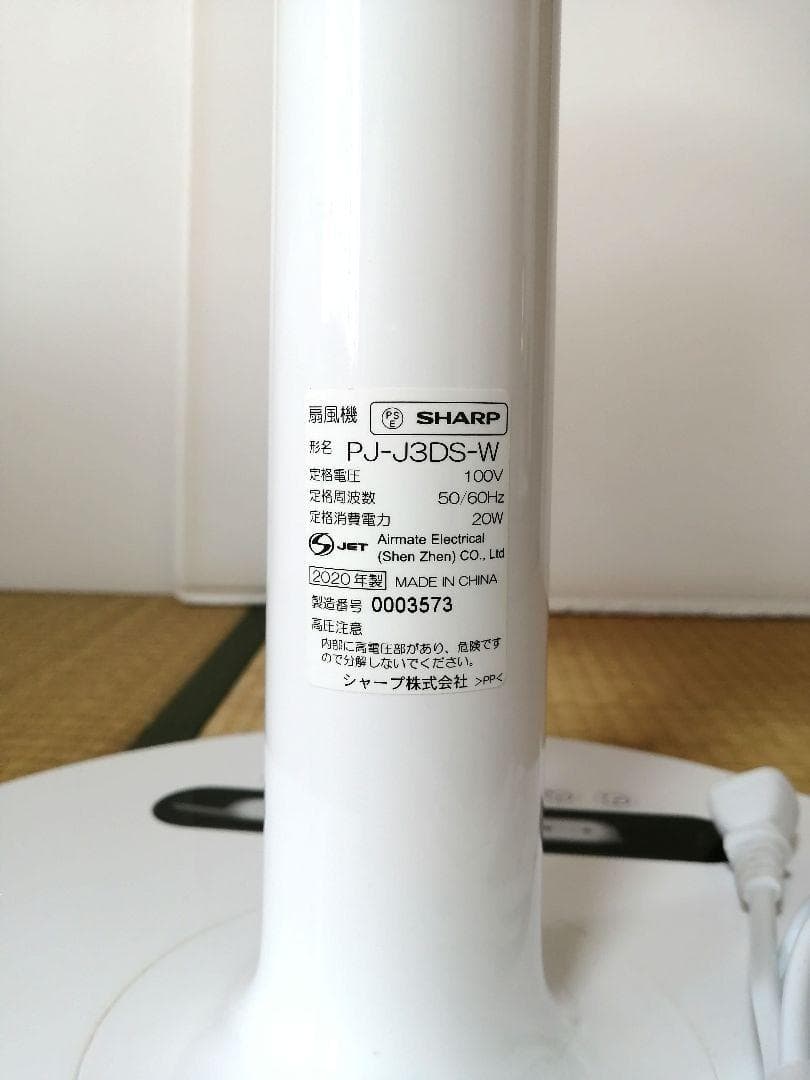 扇風機 PSE SHARP
形名 PJ-J3DS-W
定格電圧 100V
定格周波数 50/60Hz
定格消費電力 20W
JET Airmate Electrical
(Shen Zhen) CO., Ltd
2020年製 MADE IN CHINA
製造番号 0003573
高圧注意
内部に高電圧部があり、危険です
ので分解しないでください。
シャープ株式会社 >PP<